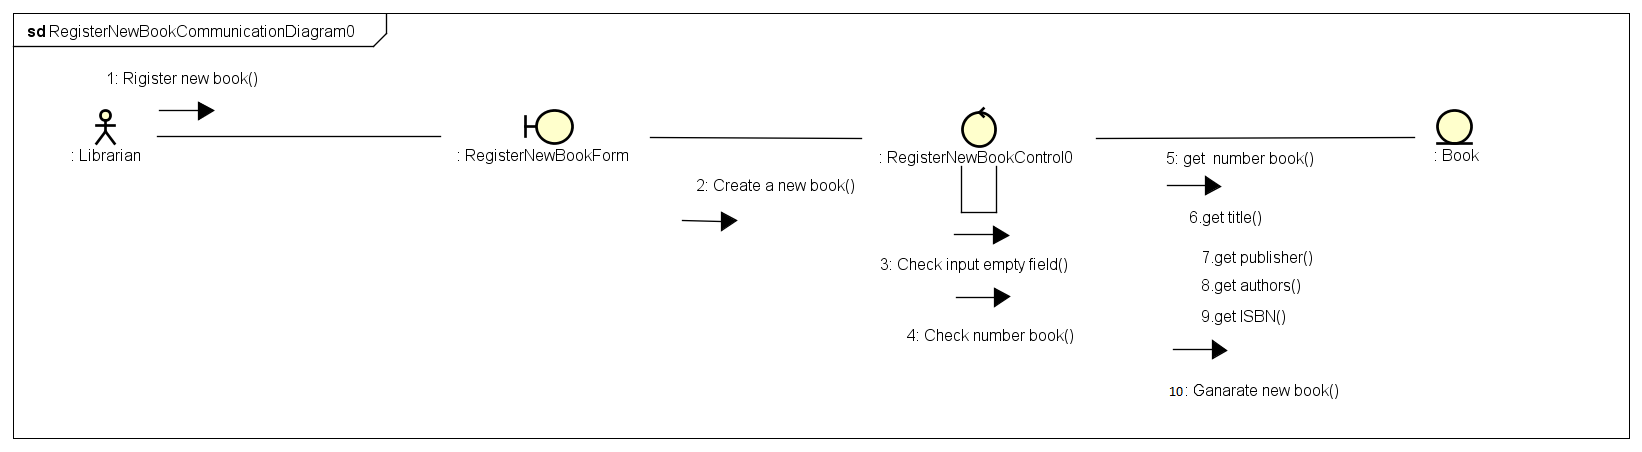 sd RegisterNewBookCommunicationDiagram0
1: Rigister new book()
: Librarian
: RegisterNewBookForm
: RegisterNewBookControl0
: Book
2: Create a new book()
3: Check input empty field()
4: Check number book()
5: get  number book()
6.get title()
7.get publisher()
8.get authors()
9.get ISBN()
10: Ganarate new book()